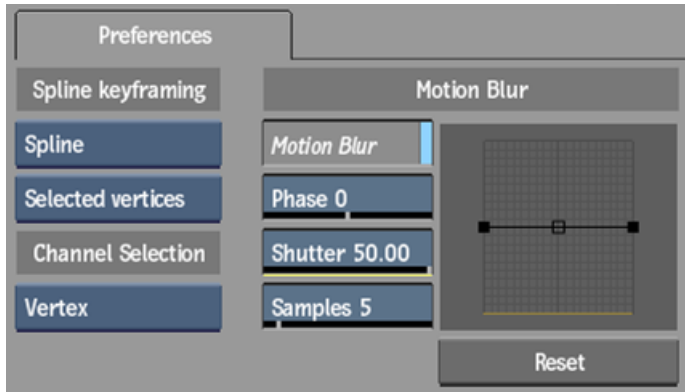 Preferences
Spline keyframing
Motion Blur
Spline
Motion Blur
Selected vertices
Phase 0
Channel Selection
Shutter 50.00
Vertex
Samples 5
Reset